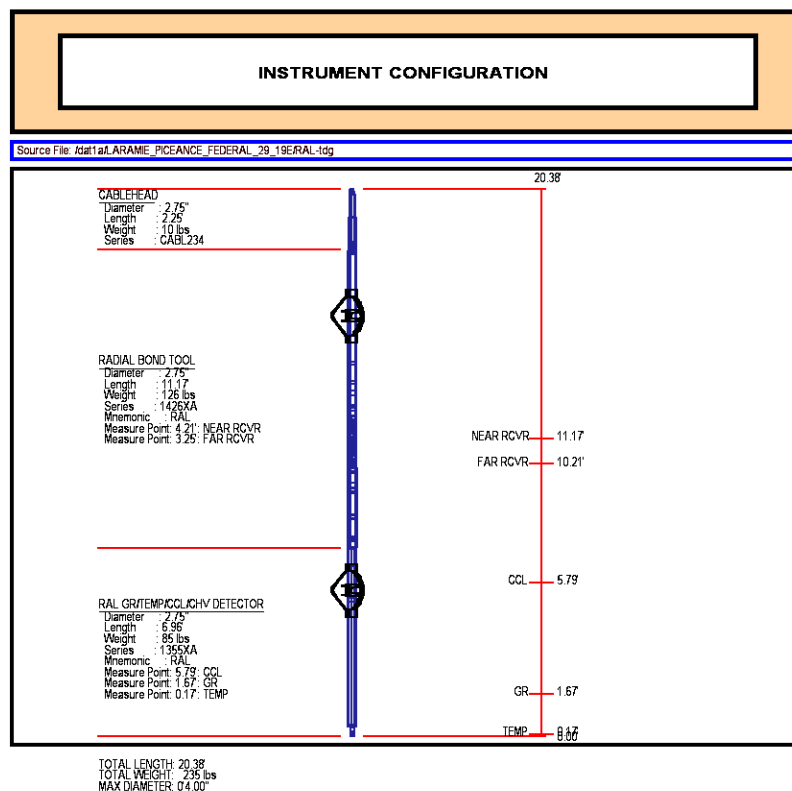 INSTRUMENT CONFIGURATION
Source File: /dat1a/LARAMIE_PICEANCE_FEDERAL_29_19E/RAL-tdg
20.38'
CABLEHEAD
Diameter : 2.75"
Length : 2.25'
Weight : 10 lbs
Series : CABL234
RADIAL BOND TOOL
Diameter : 2.75"
Length : 11.17'
Weight : 126 lbs
Series : 1426XA
Mnemonic : RAL
Measure Point: 4.21': NEAR RCVR
Measure Point: 3.25': FAR RCVR
NEAR RCVR 11.17'
FAR RCVR 10.21'
CCL 5.79'
RAL GR/TEMP/CCL/CHV DETECTOR
Diameter : 2.75"
Length : 6.96'
Weight : 85 lbs
Series : 1355XA
Mnemonic : RAL
Measure Point: 5.79': CCL
Measure Point: 1.67': GR
Measure Point: 0.17': TEMP
GR 1.67'
TEMP 0.17'
0.00'
TOTAL LENGTH: 20.38'
TOTAL WEIGHT: 235 lbs
MAX DIAMETER: 0'4.00"